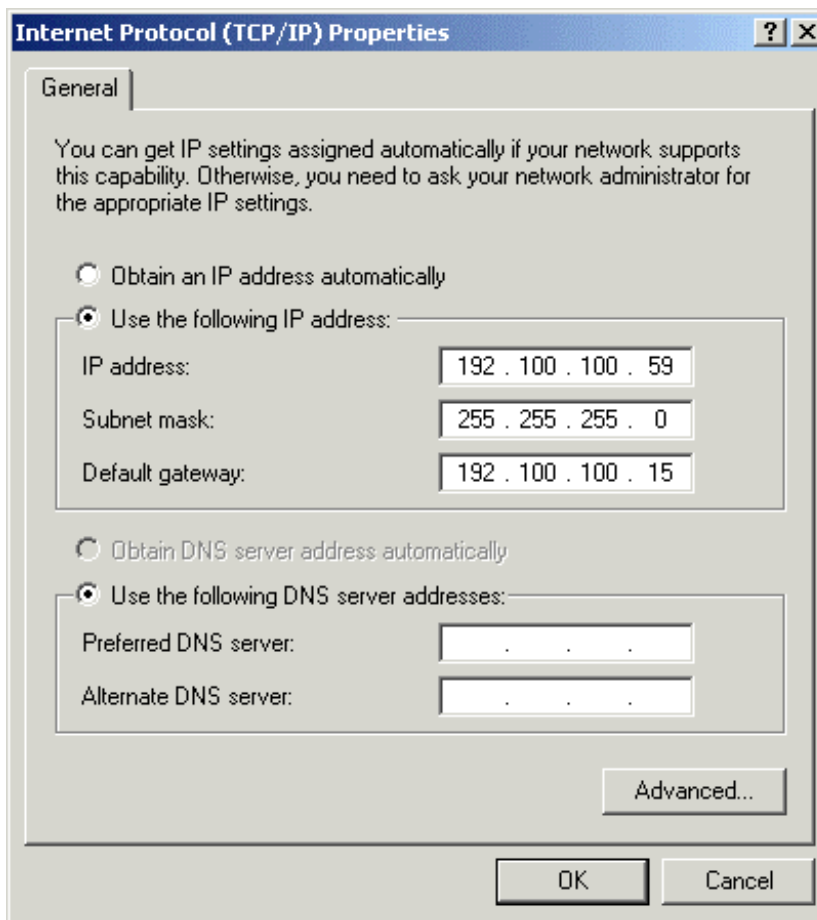 Internet Protocol (TCP/IP) Properties
General
You can get IP settings assigned automatically if your network supports
this capability. Otherwise, you need to ask your network administrator for
the appropriate IP settings.
Obtain an IP address automatically
Use the following IP address:
IP address: 192 . 100 . 100 . 59
Subnet mask: 255 . 255 . 255 . 0
Default gateway: 192 . 100 . 100 . 15
Obtain DNS server address automatically
Use the following DNS server addresses:
Preferred DNS server: . . .
Alternate DNS server: . . .
Advanced...
OK Cancel